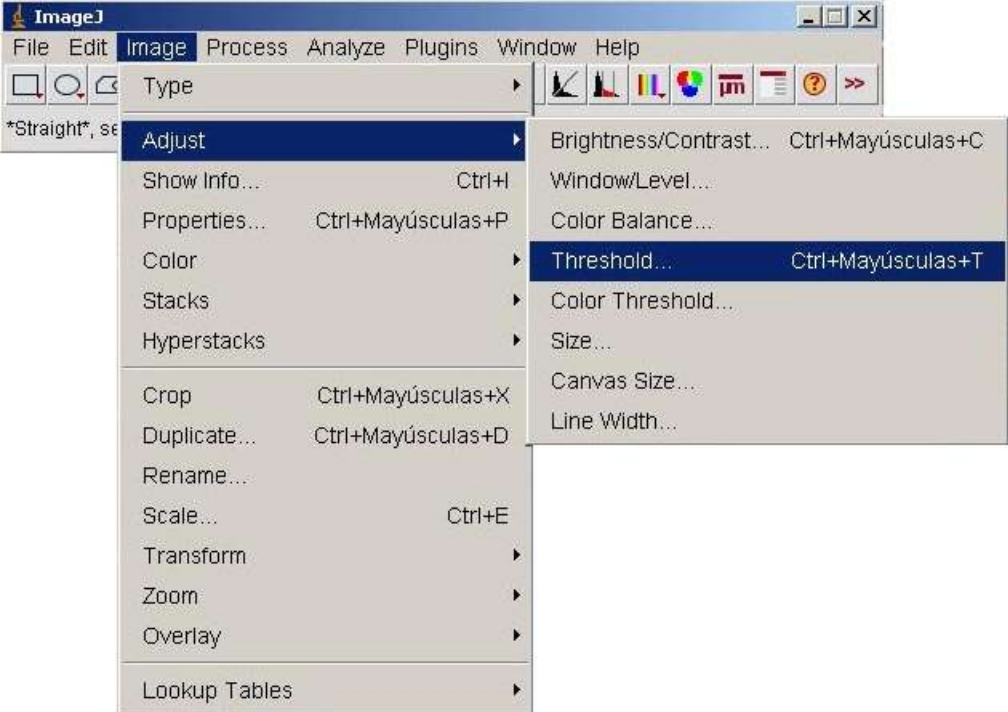 ImageJ
File Edit Image Process Analyze Plugins Window Help
µm ? >>
*Straight*, se
Type
Adjust
Show Info... Ctrl+I
Properties... Ctrl+Mayúsculas+P
Color
Stacks
Hyperstacks
Crop Ctrl+Mayúsculas+X
Duplicate... Ctrl+Mayúsculas+D
Rename...
Scale... Ctrl+E
Transform
Zoom
Overlay
Lookup Tables
Brightness/Contrast... Ctrl+Mayúsculas+C
Window/Level...
Color Balance...
Threshold... Ctrl+Mayúsculas+T
Color Threshold...
Size...
Canvas Size...
Line Width...